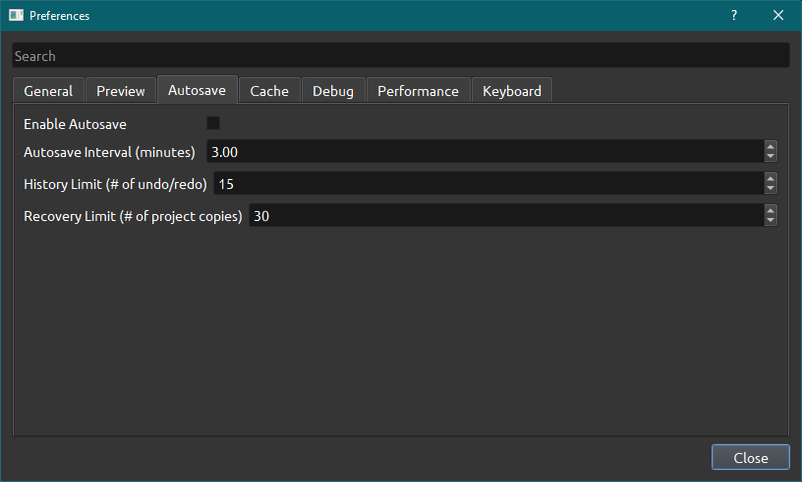 Preferences
?
Search
General Preview Autosave Cache Debug Performance Keyboard
Enable Autosave
Autosave Interval (minutes) 3.00
History Limit (# of undo/redo) 15
Recovery Limit (# of project copies) 30
Close